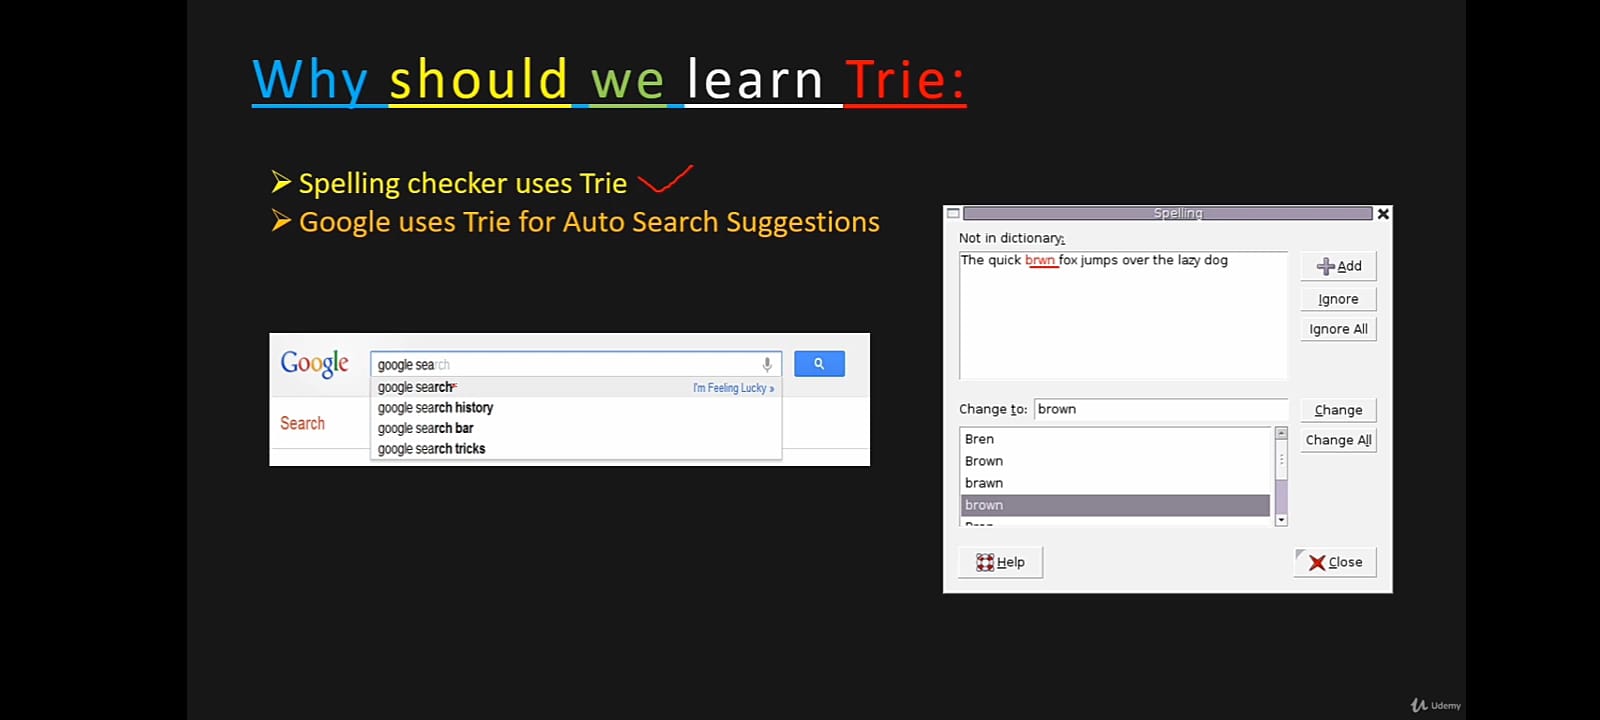 Why should we learn Trie:
Spelling checker uses Trie
Google uses Trie for Auto Search Suggestions
Google
google search
google search
I'm Feeling Lucky »
google search history
google search bar
google search tricks
Search
Spelling
Not in dictionary:
The quick brwn fox jumps over the lazy dog
Add
Ignore
Ignore All
Change to: brown
Change
Change All
Bren
Brown
brawn
brown
Help
Close
Udemy